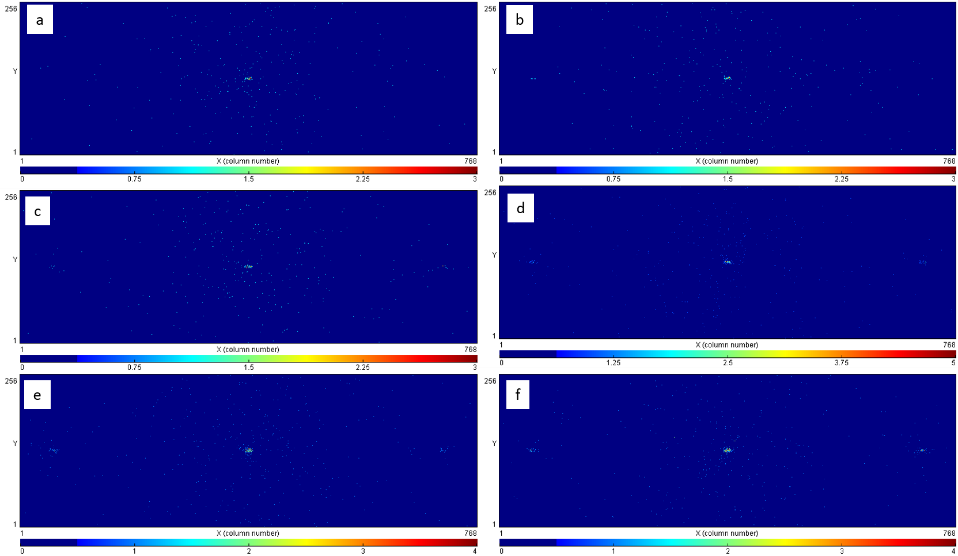 256
a
Y
1
1 X (column number) 768
0 0.75 1.5 2.25 3
256
b
Y
1
1 X (column number) 768
0 0.75 1.5 2.25 3
256
c
Y
1
1 X (column number) 768
0 0.75 1.5 2.25 3
256
d
Y
1
1 X (column number) 768
0 1.25 2.5 3.75 5
256
e
Y
1
1 X (column number) 768
0 1 2 3 4
256
f
Y
1
1 X (column number) 768
0 1 2 3 4